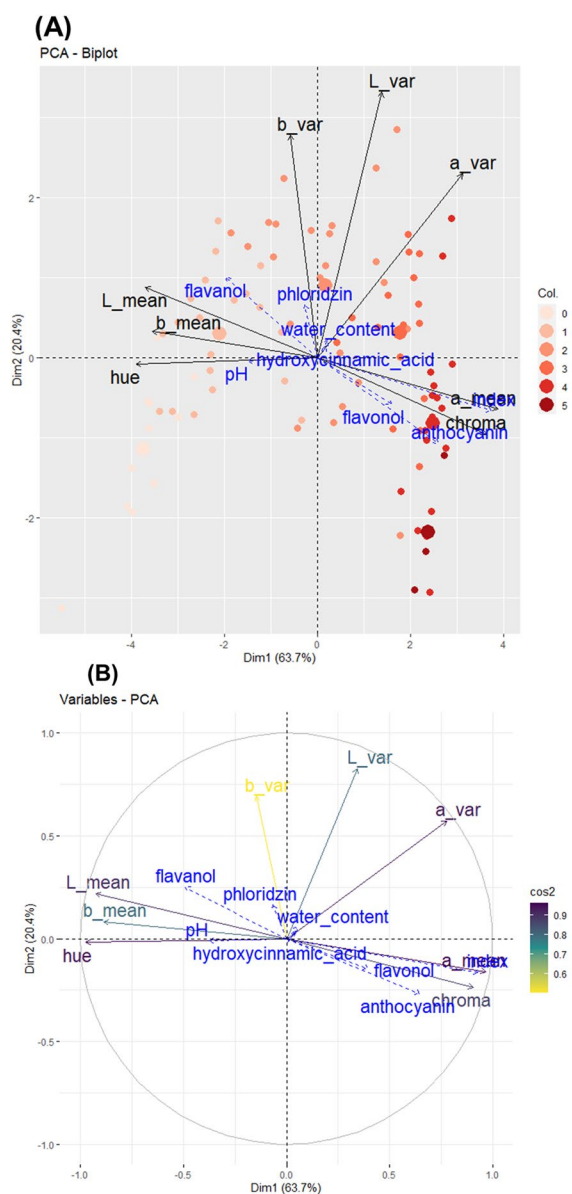 (A)
PCA - Biplot
L_var
b_var
a_var
2
flavanol
phloridzin
L_mean
b_mean
water_content
0
hydroxycinnamic_acid
hue
pH
a_mean
index
flavonol
chroma
anthocyanin
-2
Dim2 (20.4%)
-4
-2
0
2
4
Dim1 (63.7%)
Col.
0
1
2
3
4
5
(B)
Variables - PCA
1.0
L_var
b_var
a_var
0.5
flavanol
L_mean
phloridzin
b_mean
water_content
pH
0.0
hue
hydroxycinnamic_acid
a_mean
index
flavonol
chroma
anthocyanin
-0.5
-1.0
Dim2 (20.4%)
-1.0
-0.5
0.0
0.5
1.0
Dim1 (63.7%)
cos2
0.9
0.8
0.7
0.6